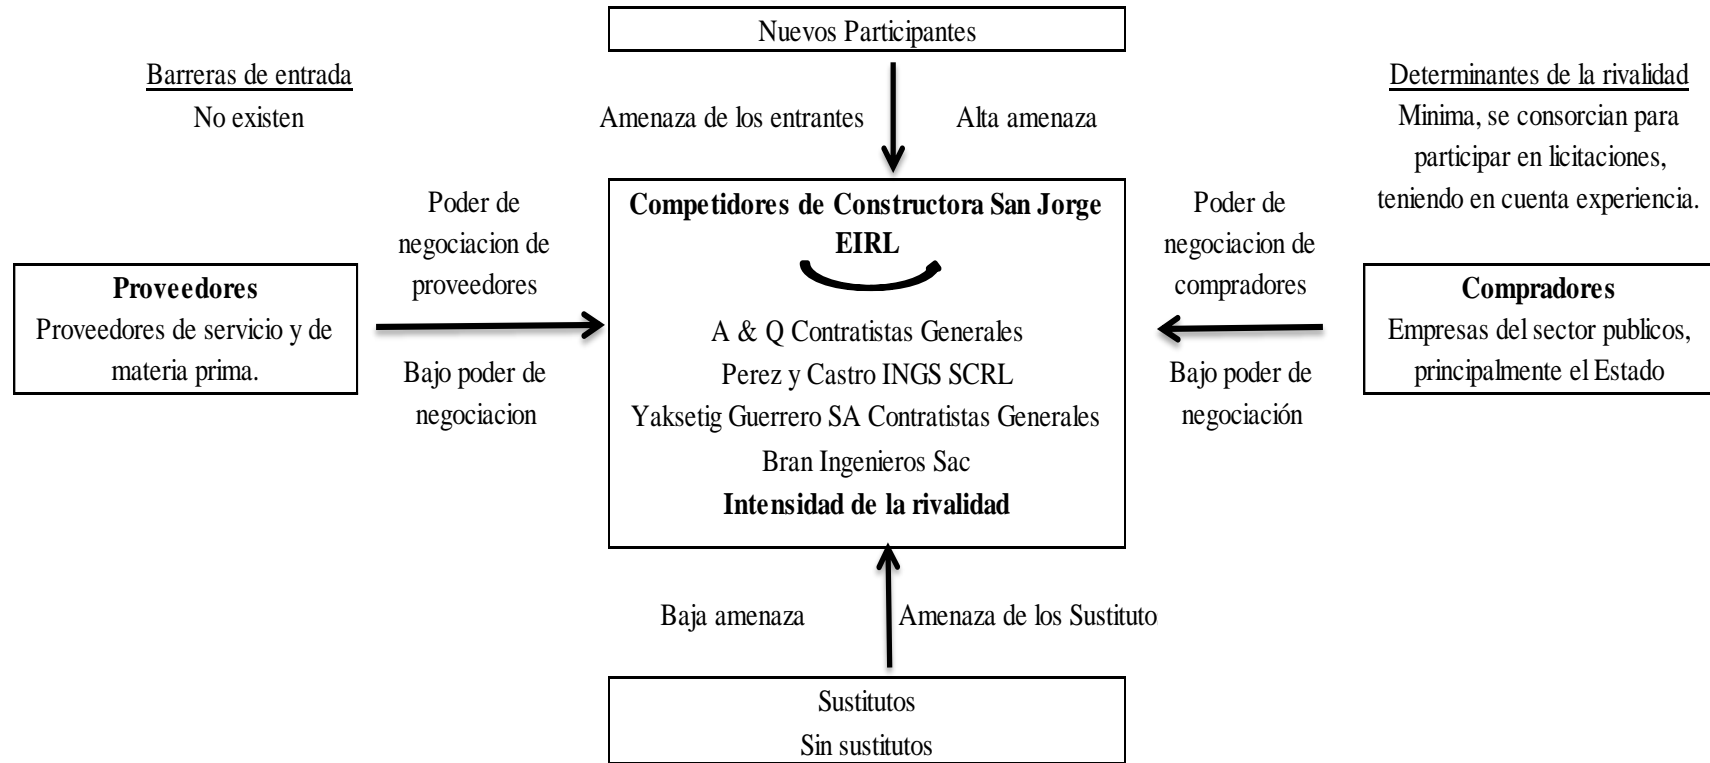 Nuevos Participantes
Barreras de entrada
No existen
Amenaza de los entrantes
Alta amenaza
Determinantes de la rivalidad
Minima, se consorcian para
participar en licitaciones,
teniendo en cuenta experiencia.
Proveedores
Proveedores de servicio y de
materia prima.
Poder de
negociacion de
proveedores
Bajo poder de
negociacion
Competidores de Constructora San Jorge
EIRL
A & Q Contratistas Generales
Perez y Castro INGS SCRL
Yaksetig Guerrero SA Contratistas Generales
Bran Ingenieros Sac
Intensidad de la rivalidad
Poder de
negociacion de
compradores
Bajo poder de
negociación
Compradores
Empresas del sector publicos,
principalmente el Estado
Baja amenaza
Amenaza de los Sustituto
Sustitutos
Sin sustitutos